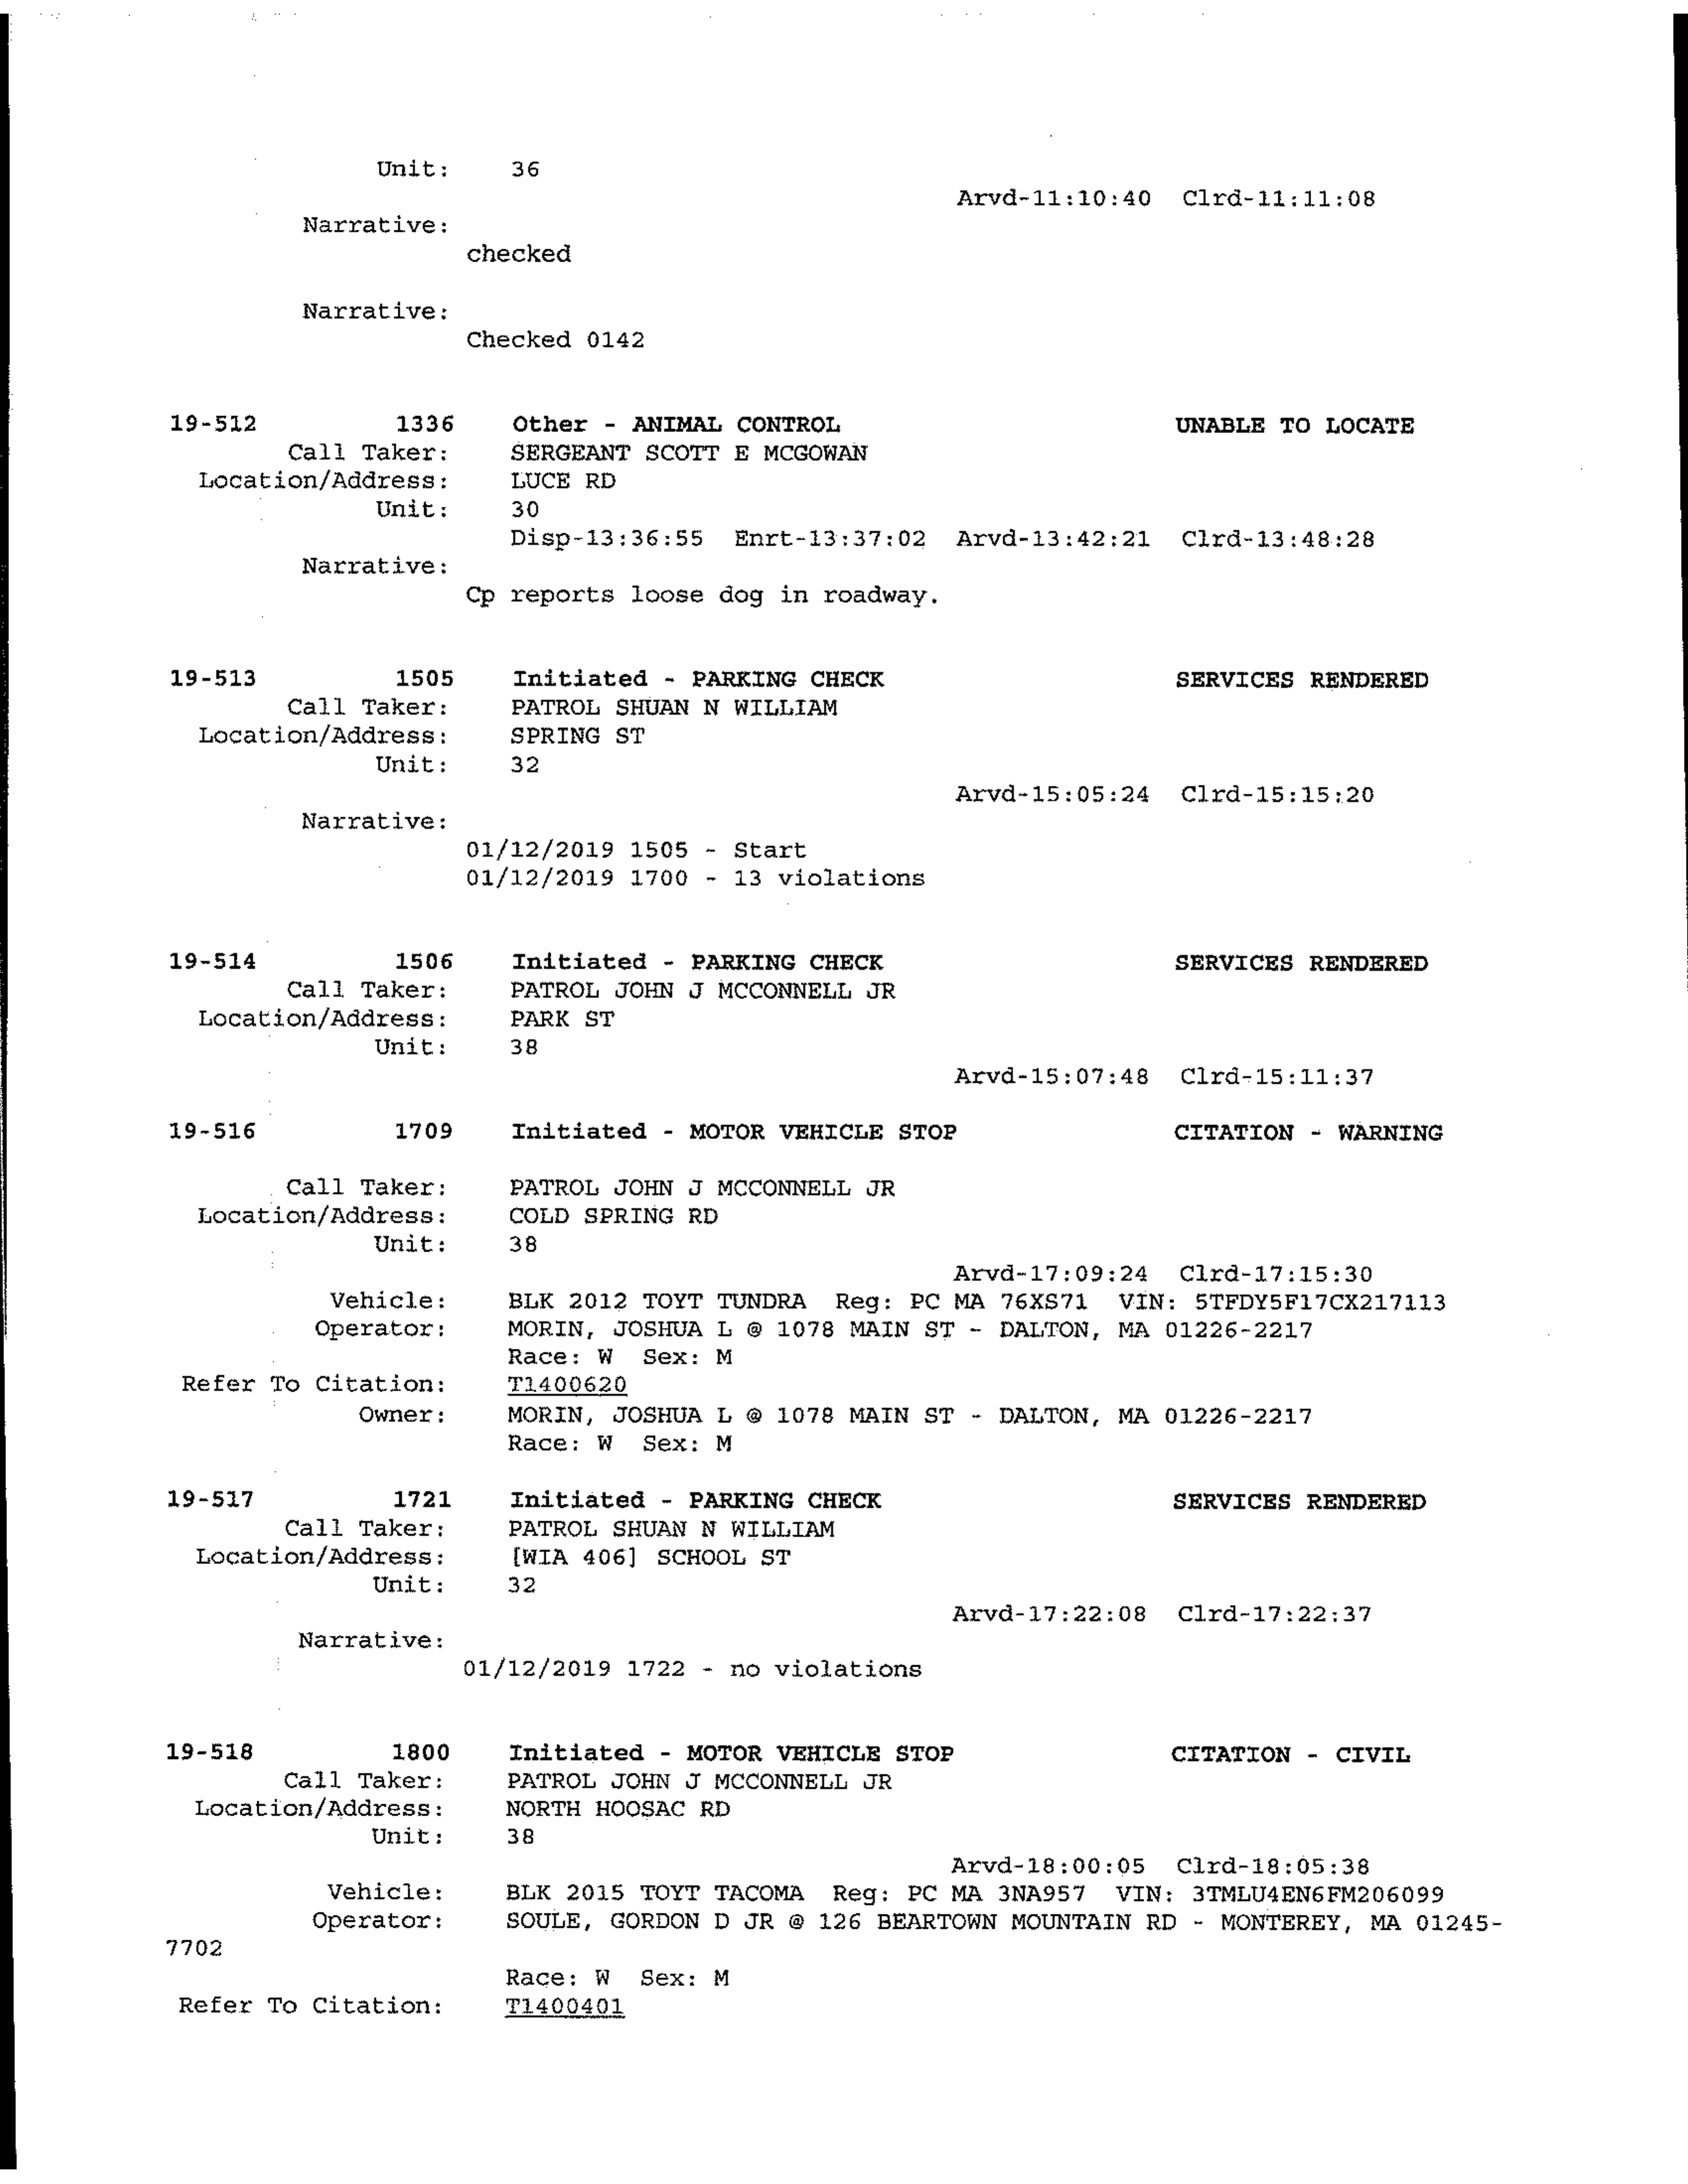 Unit: 36
Arvd-11:10:40 Clrd-11:11:08
Narrative:
checked
Narrative:
Checked 0142
19-512 1336 Other - ANIMAL CONTROL UNABLE TO LOCATE
Call Taker: SERGEANT SCOTT E MCGOWAN
Location/Address: LUCE RD
Unit: 30
Disp-13:36:55 Enrt-13:37:02 Arvd-13:42:21 Clrd-13:48:28
Narrative:
Cp reports loose dog in roadway.
19-513 1505 Initiated - PARKING CHECK SERVICES RENDERED
Call Taker: PATROL SHUAN N WILLIAM
Location/Address: SPRING ST
Unit: 32
Arvd-15:05:24 Clrd-15:15:20
Narrative:
01/12/2019 1505 - Start
01/12/2019 1700 - 13 violations
19-514 1506 Initiated - PARKING CHECK SERVICES RENDERED
Call Taker: PATROL JOHN J MCCONNELL JR
Location/Address: PARK ST
Unit: 38
Arvd-15:07:48 Clrd-15:11:37
19-516 1709 Initiated - MOTOR VEHICLE STOP CITATION - WARNING
Call Taker: PATROL JOHN J MCCONNELL JR
Location/Address: COLD SPRING RD
Unit: 38
Arvd-17:09:24 Clrd-17:15:30
Vehicle: BLK 2012 TOYT TUNDRA Reg: PC MA 76XS71 VIN: 5TFDY5F17CX217113
Operator: MORIN, JOSHUA L @ 1078 MAIN ST - DALTON, MA 01226-2217
Race: W Sex: M
Refer To Citation: T1400620
Owner: MORIN, JOSHUA L @ 1078 MAIN ST - DALTON, MA 01226-2217
Race: W Sex: M
19-517 1721 Initiated - PARKING CHECK SERVICES RENDERED
Call Taker: PATROL SHUAN N WILLIAM
Location/Address: [WIA 406] SCHOOL ST
Unit: 32
Arvd-17:22:08 Clrd-17:22:37
Narrative:
01/12/2019 1722 - no violations
19-518 1800 Initiated - MOTOR VEHICLE STOP CITATION - CIVIL
Call Taker: PATROL JOHN J MCCONNELL JR
Location/Address: NORTH HOOSAC RD
Unit: 38
Arvd-18:00:05 Clrd-18:05:38
Vehicle: BLK 2015 TOYT TACOMA Reg: PC MA 3NA957 VIN: 3TMLU4EN6FM206099
Operator: SOULE, GORDON D JR @ 126 BEARTOWN MOUNTAIN RD - MONTEREY, MA 01245-
7702
Race: W Sex: M
Refer To Citation: T1400401